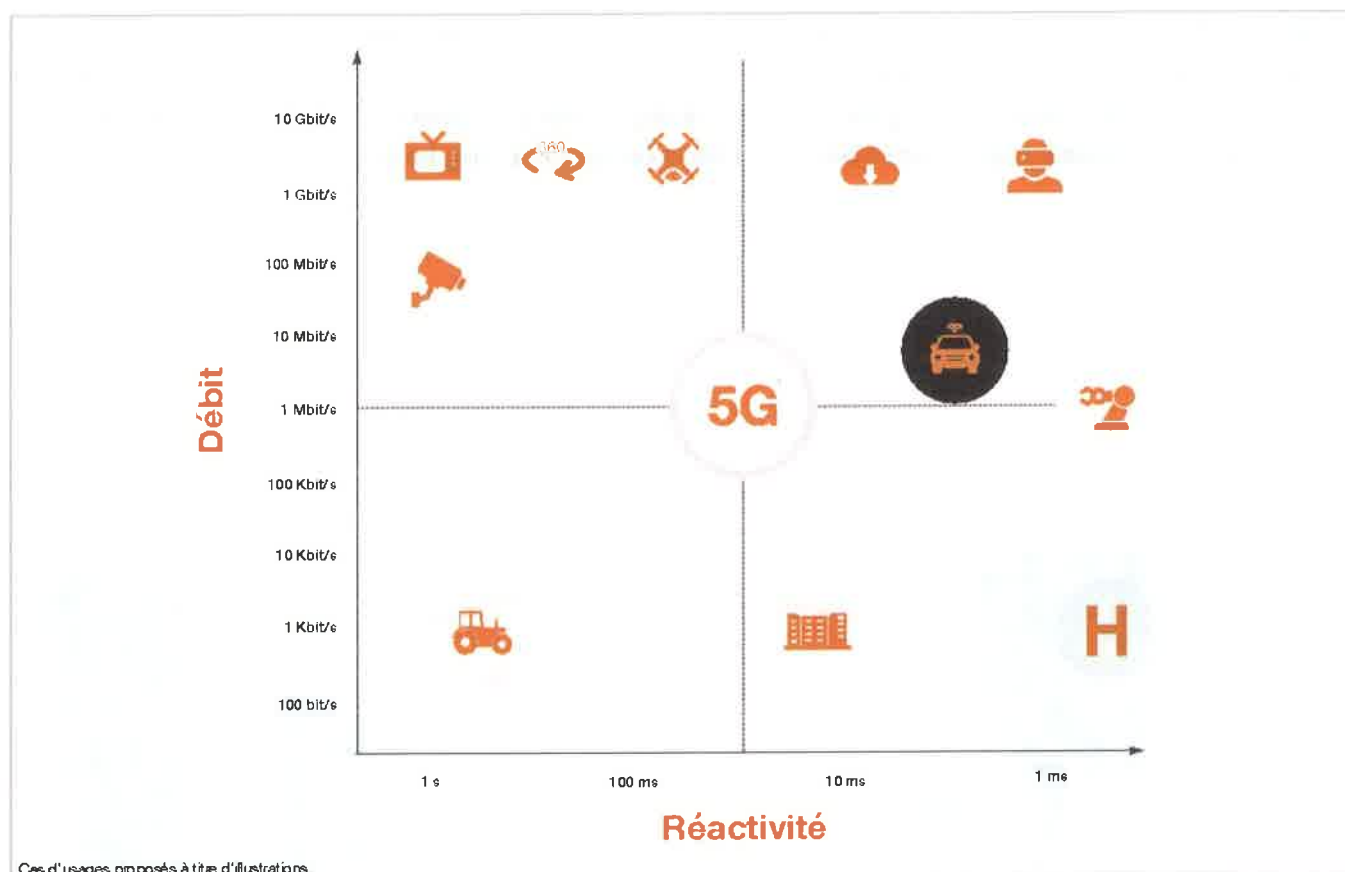 10 Gbit/s
360
1 Gbit/s
100 Mbit/s
10 Mbit/s
Débit
5G
1 Mbit/s
100 Kbit/s
10 Kbit/s
1 Kbit/s
H
100 bit/s
1 s
100 ms
10 ms
1 ms
Réactivité
Cas d'usages proposés à titre d'illustrations.